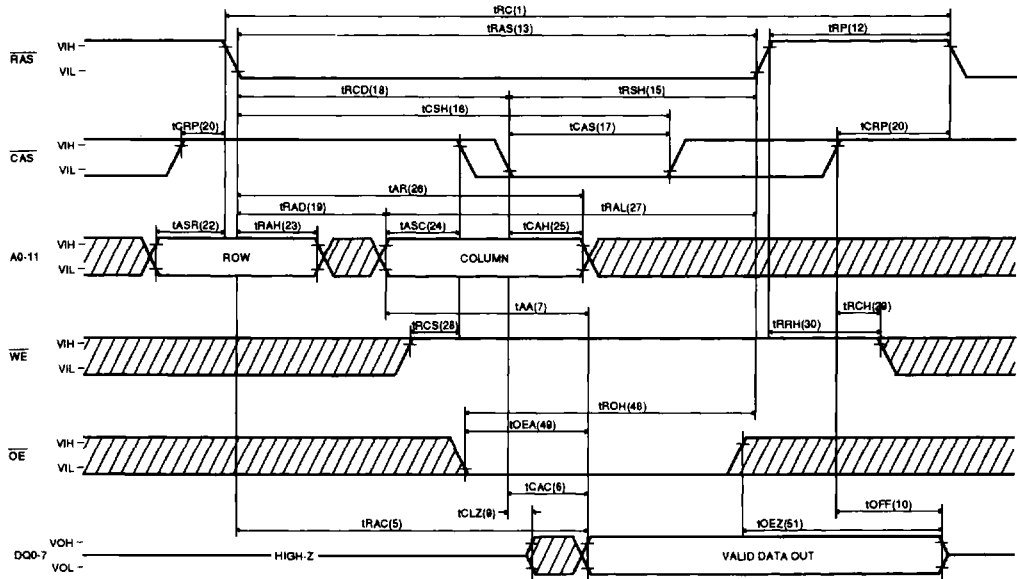 tRC(1)
tRAS(13)
tRP(12)
RAS
VIH
VIL
tRCD(18)
tRSH(15)
tCSH(16)
tCRP(20)
tCAS(17)
tCRP(20)
CAS
VIH
VIL
tAR(26)
tRAD(19)
tRAL(27)
tASR(22)
tRAH(23)
tASC(24)
tCAH(25)
A0-11
VIH
VIL
ROW
COLUMN
tAA(7)
tRCS(28)
tRCH(29)
tRRH(30)
WE
VIH
VIL
tROH(48)
tOEA(49)
OE
VIH
VIL
tCAC(6)
tCLZ(9)
tOFF(10)
tRAC(5)
tOEZ(51)
DQ0-7
VOH
VOL
HIGH-Z
VALID DATA OUT